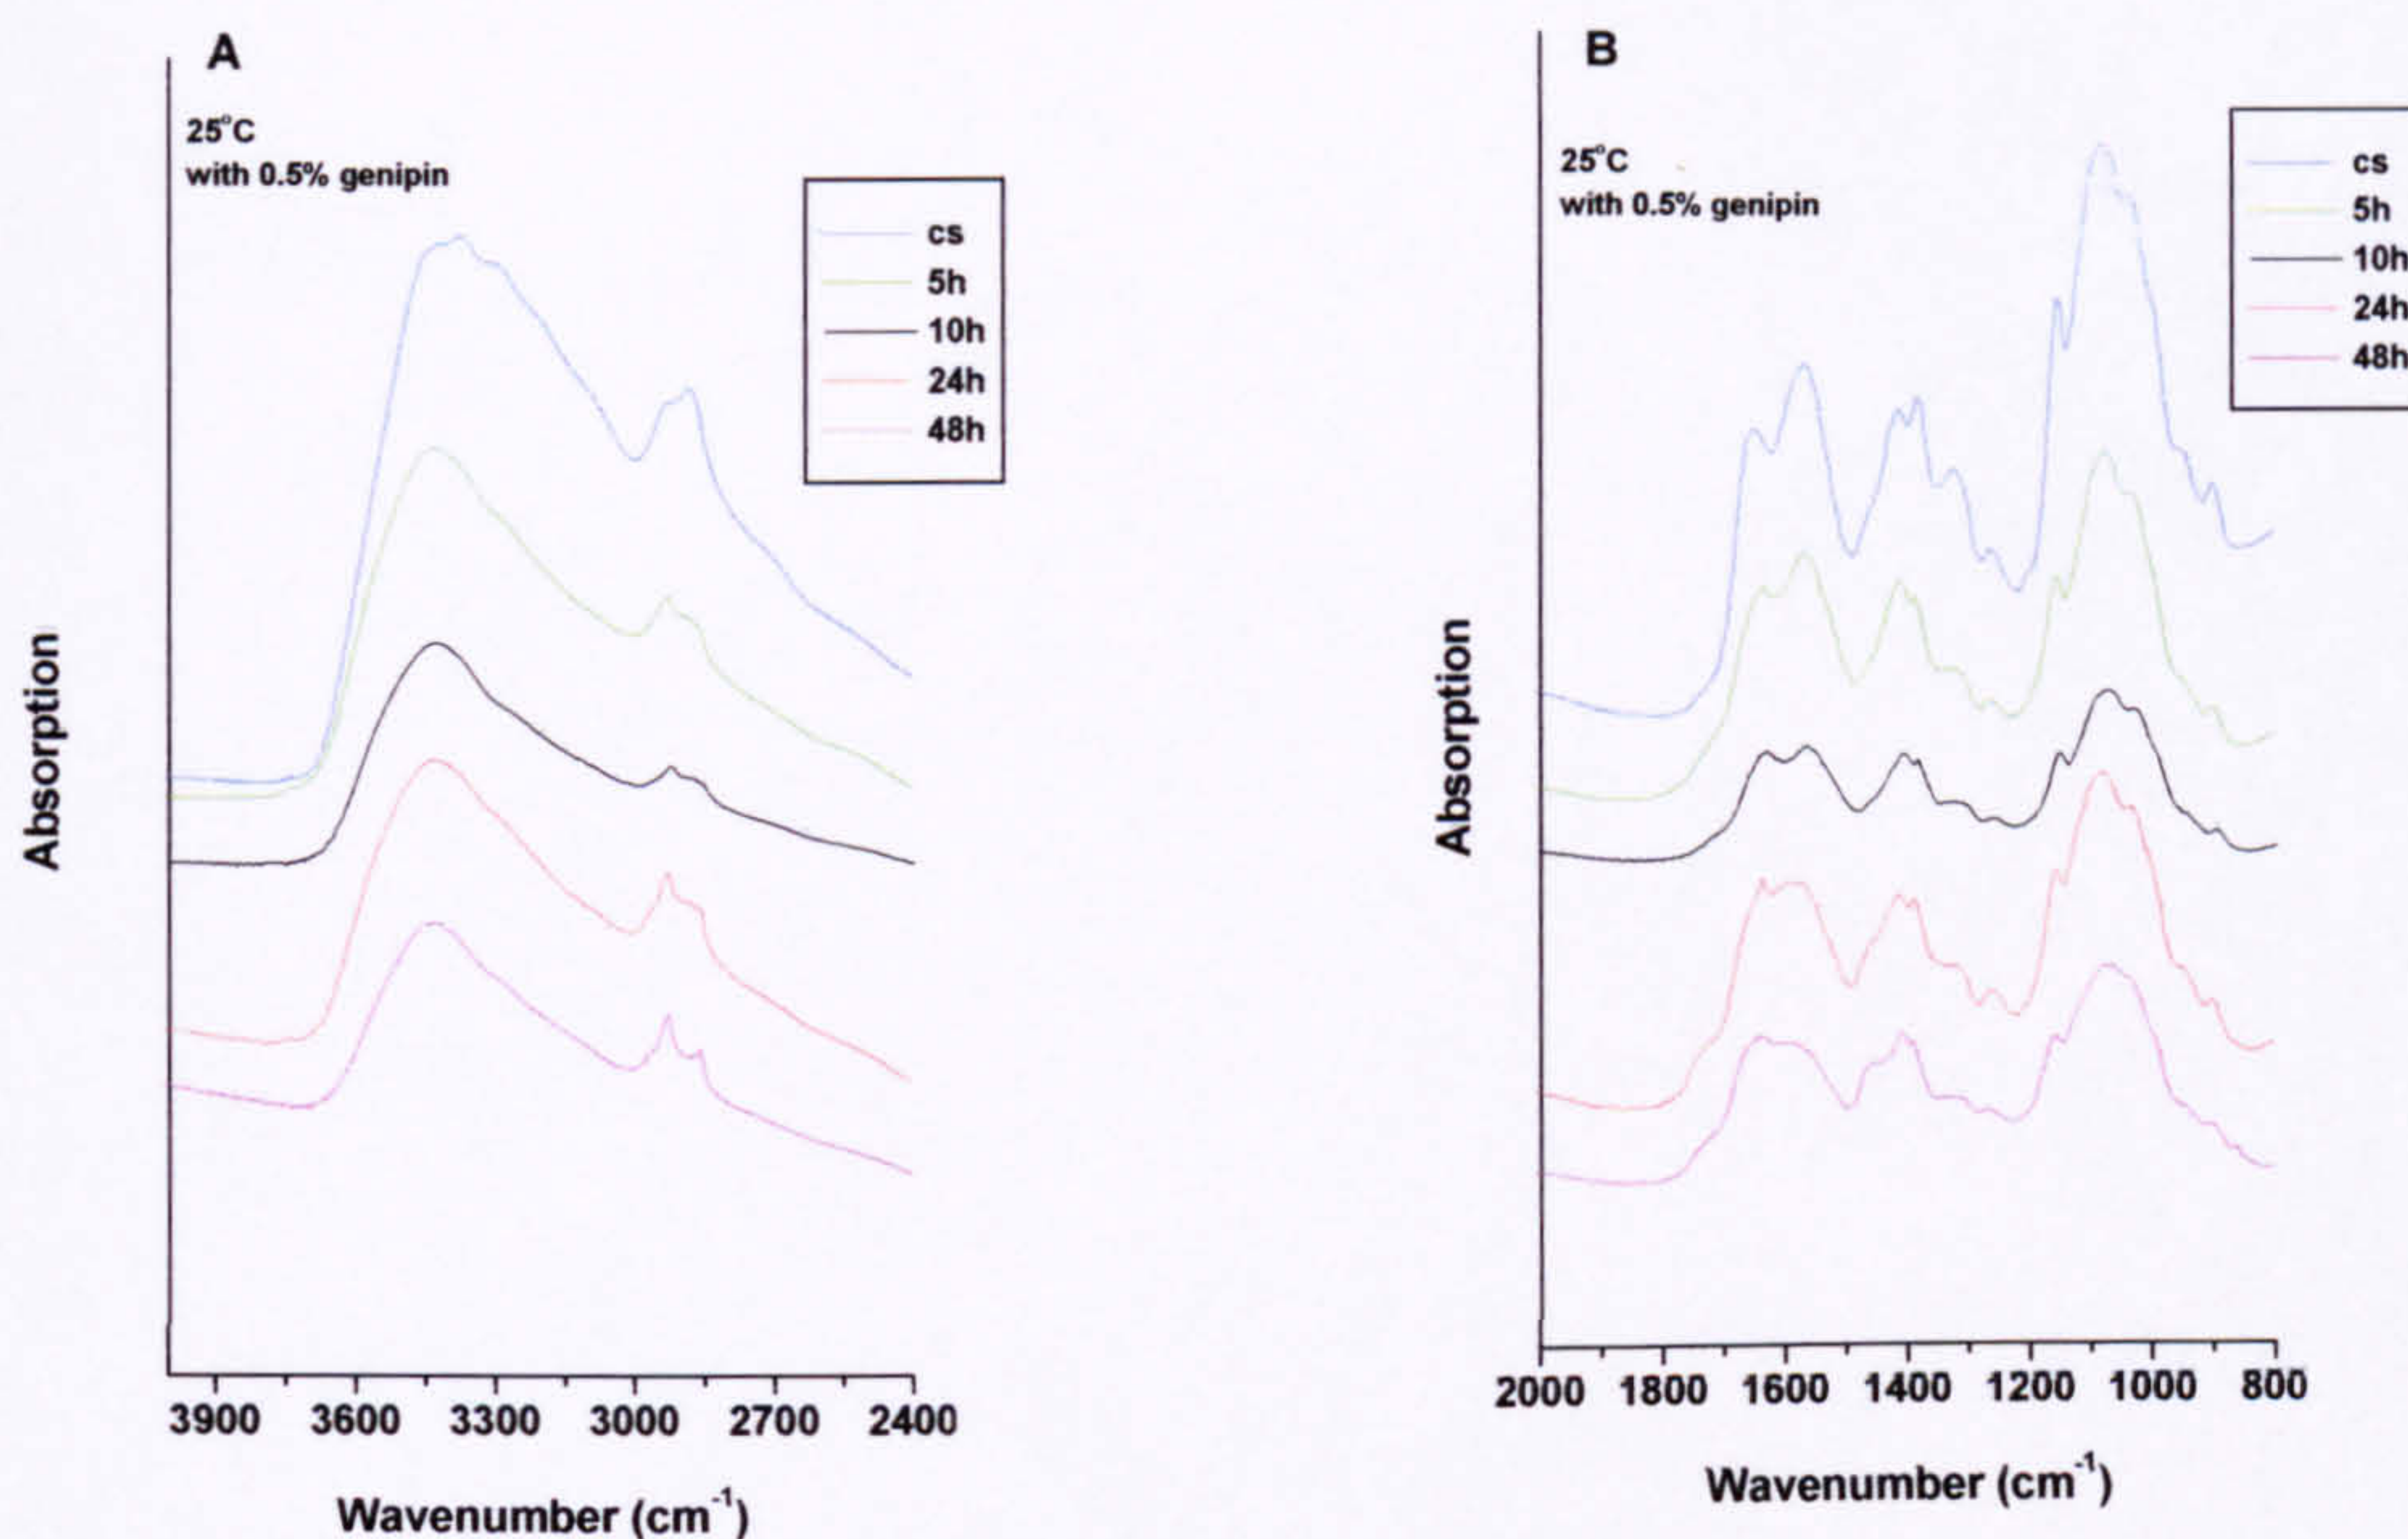 A
25°C
with 0.5% genipin
cs
5h
10h
24h
48h
Absorption
3900 3600 3300 3000 2700 2400
Wavenumber (cm⁻¹)
B
25°C
with 0.5% genipin
cs
5h
10h
24h
48h
Absorption
2000 1800 1600 1400 1200 1000 800
Wavenumber (cm⁻¹)